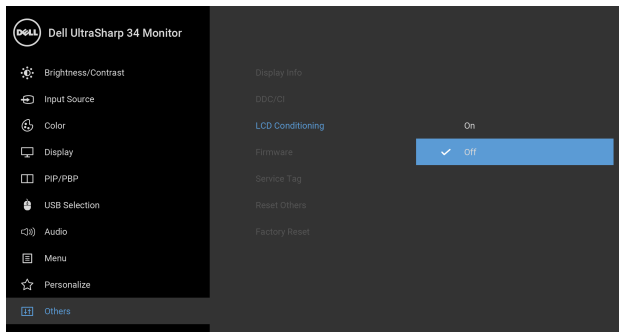 DELL Dell UltraSharp 34 Monitor
Brightness/Contrast
Input Source
Color
Display
PIP/PBP
USB Selection
Audio
Menu
Personalize
Others
Display Info
DDC/CI
LCD Conditioning
Firmware
Service Tag
Reset Others
Factory Reset
On
Off